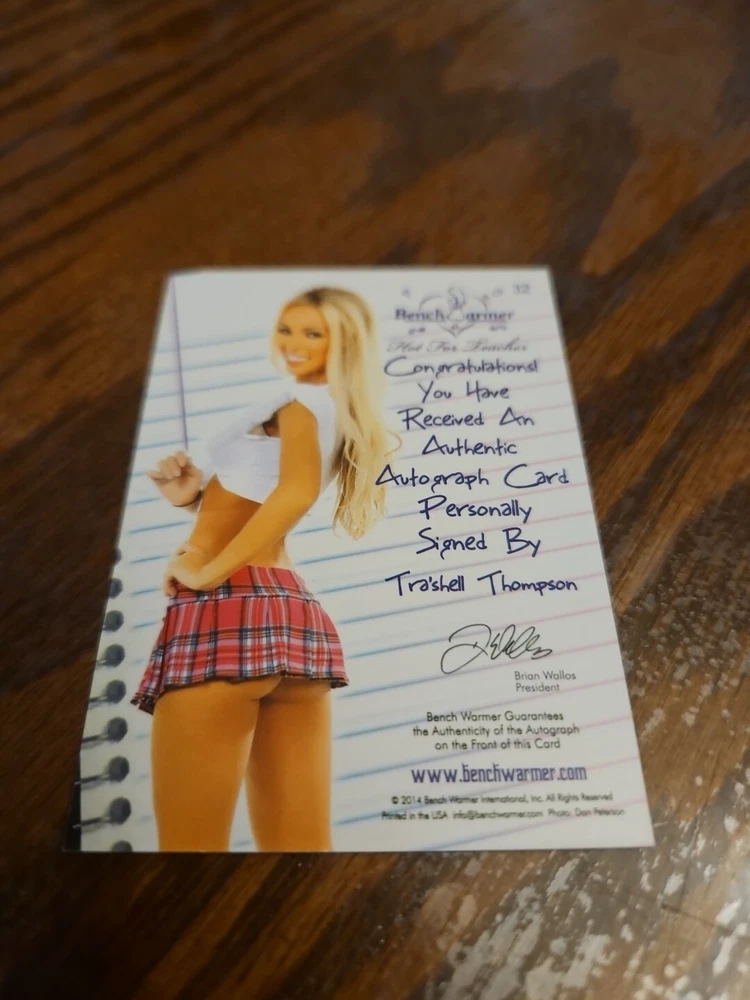 32
BenchWarmer
Hot For Teacher
Congratulations!
You Have
Received An
Authentic
Autograph Card
Personally
Signed By
Tra'shell Thompson
Brian Wallos
President
Bench Warmer Guarantees
the Authenticity of the Autograph
on the Front of this Card
www.benchwarmer.com
© 2014 Bench Warmer International, Inc. All Rights Reserved
Printed in the USA info@benchwarmer.com Photo: Dan Peterson